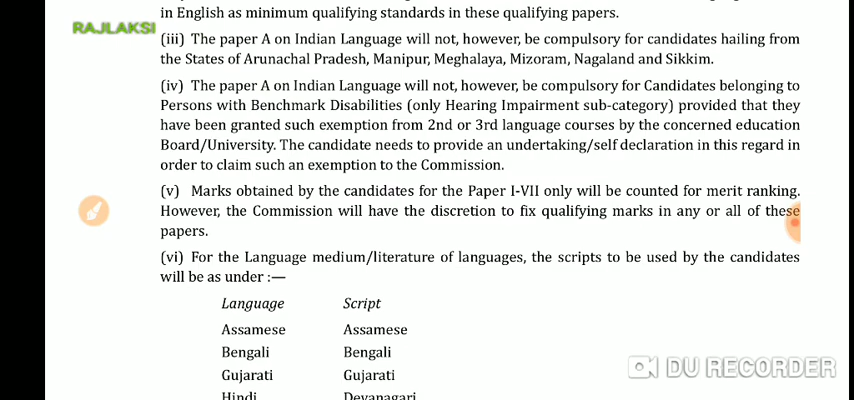 in English as minimum qualifying standards in these qualifying papers.
RAJLAKSI
(iii) The paper A on Indian Language will not, however, be compulsory for candidates hailing from
the States of Arunachal Pradesh, Manipur, Meghalaya, Mizoram, Nagaland and Sikkim.
(iv) The paper A on Indian Language will not, however, be compulsory for Candidates belonging to
Persons with Benchmark Disabilities (only Hearing Impairment sub-category) provided that they
have been granted such exemption from 2nd or 3rd language courses by the concerned education
Board/University. The candidate needs to provide an undertaking/self declaration in this regard in
order to claim such an exemption to the Commission.
(v) Marks obtained by the candidates for the Paper I-VII only will be counted for merit ranking.
However, the Commission will have the discretion to fix qualifying marks in any or all of these
papers.
(vi) For the Language medium/literature of languages, the scripts to be used by the candidates
will be as under :—
Language Script
Assamese Assamese
Bengali Bengali
Gujarati Gujarati
Hindi Devanagari
DU RECORDER